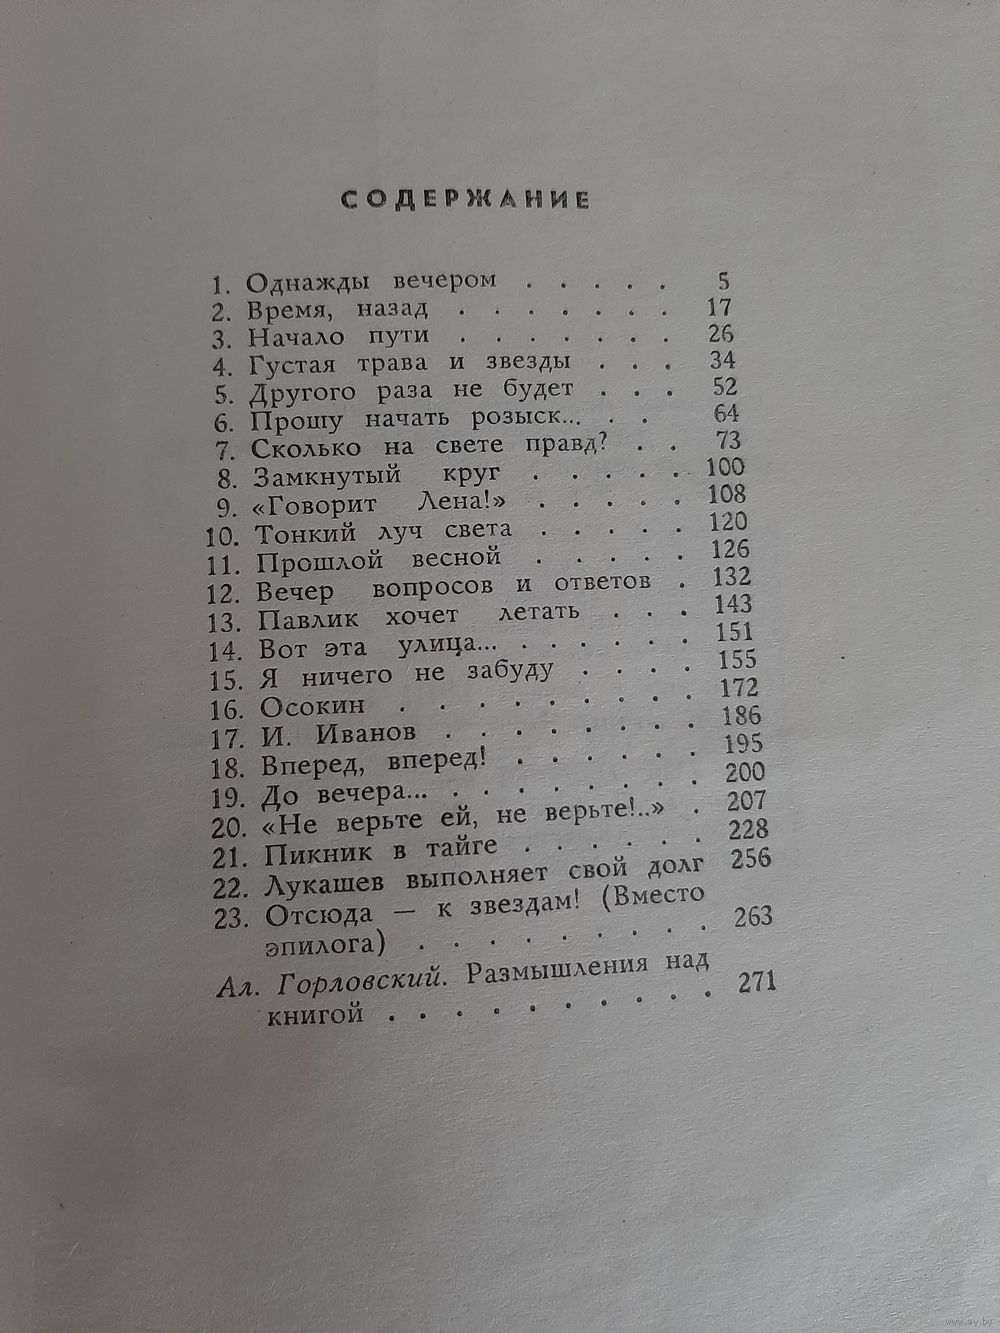 СОДЕРЖАНИЕ
1. Однажды вечером . . . . . 5
2. Время, назад . . . . . . . 17
3. Начало пути . . . . . . . 26
4. Густая трава и звезды . . . 34
5. Другого раза не будет . . . 52
6. Прошу начать розыск... . . 64
7. Сколько на свете правд? . . 73
8. Замкнутый круг . . . . . 100
9. «Говорит Лена!» . . . . . 108
10. Тонкий луч света . . . . . 120
11. Прошлой весной . . . . . 126
12. Вечер вопросов и ответов . 132
13. Павлик хочет летать . . . 143
14. Вот эта улица... . . . . . . 151
15. Я ничего не забуду . . . . 155
16. Осокин . . . . . . . . . 172
17. И. Иванов . . . . . . . . 186
18. Вперед, вперед! . . . . . . 195
19. До вечера... . . . . . . . . 200
20. «Не верьте ей, не верьте!..» . 207
21. Пикник в тайге . . . . . . 228
22. Лукашев выполняет свой долг 256
23. Отсюда — к звездам! (Вместо
эпилога) . . . . . . . . . 263
Ал. Горловский. Размышления над
книгой . . . . . . . . . . 271
www.ay.by